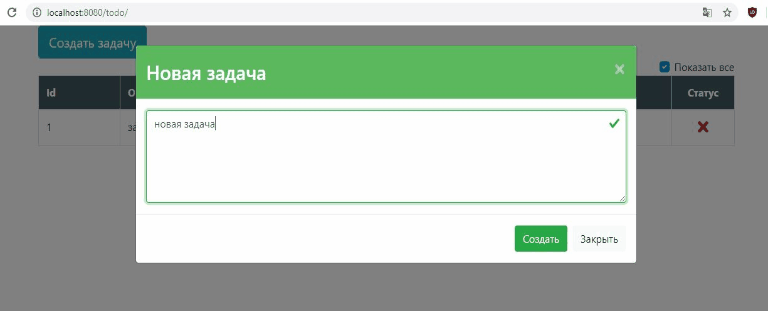 localhost:8080/todo/
Создать задачу
Новая задача
×
Показать все
Id
О
Статус
1
за
новая задача
Создать
Закрыть